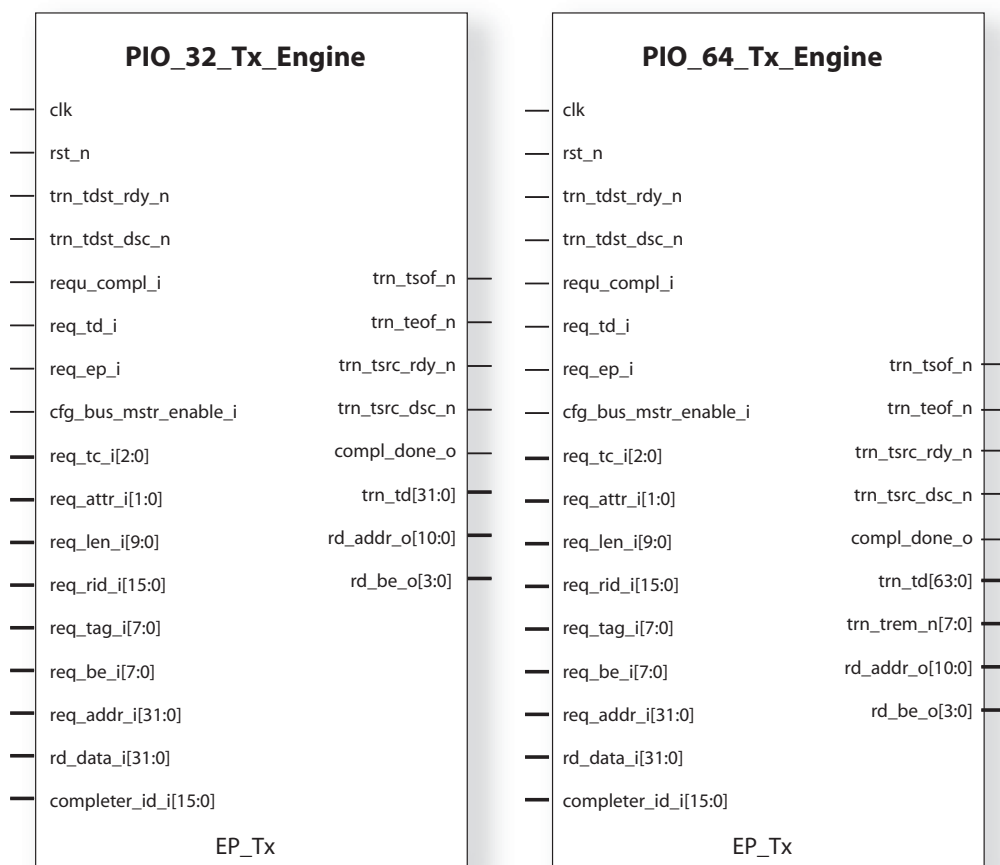 PIO_32_Tx_Engine
clk
rst_n
trn_tdst_rdy_n
trn_tdst_dsc_n
requ_compl_i
req_td_i
req_ep_i
cfg_bus_mstr_enable_i
req_tc_i[2:0]
req_attr_i[1:0]
req_len_i[9:0]
req_rid_i[15:0]
req_tag_i[7:0]
req_be_i[7:0]
req_addr_i[31:0]
rd_data_i[31:0]
completer_id_i[15:0]
trn_tsof_n
trn_teof_n
trn_tsrc_rdy_n
trn_tsrc_dsc_n
compl_done_o
trn_td[31:0]
rd_addr_o[10:0]
rd_be_o[3:0]
EP_Tx
PIO_64_Tx_Engine
clk
rst_n
trn_tdst_rdy_n
trn_tdst_dsc_n
requ_compl_i
req_td_i
req_ep_i
cfg_bus_mstr_enable_i
req_tc_i[2:0]
req_attr_i[1:0]
req_len_i[9:0]
req_rid_i[15:0]
req_tag_i[7:0]
req_be_i[7:0]
req_addr_i[31:0]
rd_data_i[31:0]
completer_id_i[15:0]
trn_tsof_n
trn_teof_n
trn_tsrc_rdy_n
trn_tsrc_dsc_n
compl_done_o
trn_td[63:0]
trn_trem_n[7:0]
rd_addr_o[10:0]
rd_be_o[3:0]
EP_Tx